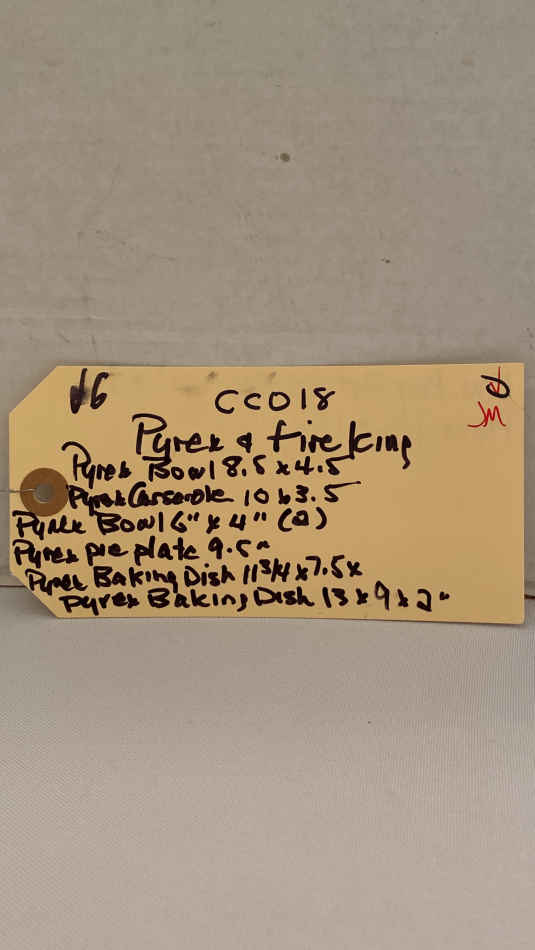 16
CC018
JM
Pyrex & fire king
Pyrex Bowl 8.5 x 4.5
Pyrex Casserole 10 x 3.5
Pyrex Bowl 6" x 4" (2)
Pyrex pie plate 9.5"
Pyrex Baking Dish 11 3/4 x 7.5 x
Pyrex Baking Dish 13 x 9 x 2"